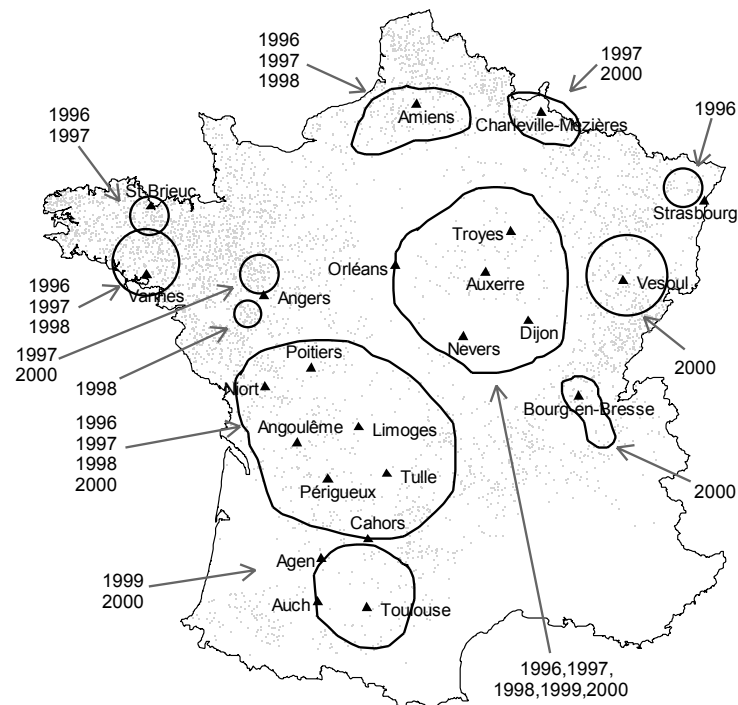 1996
1997
1998
1997
2000
Amiens
Charleville-Mezières
1996
1997
1996
St-Brieuc
Strasbourg
Troyes
Orléans
Auxerre
Vesoul
Vannes
Angers
1996
1997
1998
Dijon
Nevers
1997
2000
Poitiers
2000
1998
Niort
Bourg-en-Bresse
1996
1997
1998
2000
Angoulême
Limoges
Tulle
Périgueux
2000
Cahors
Agen
1999
2000
Auch
Toulouse
1996,1997,
1998,1999,2000